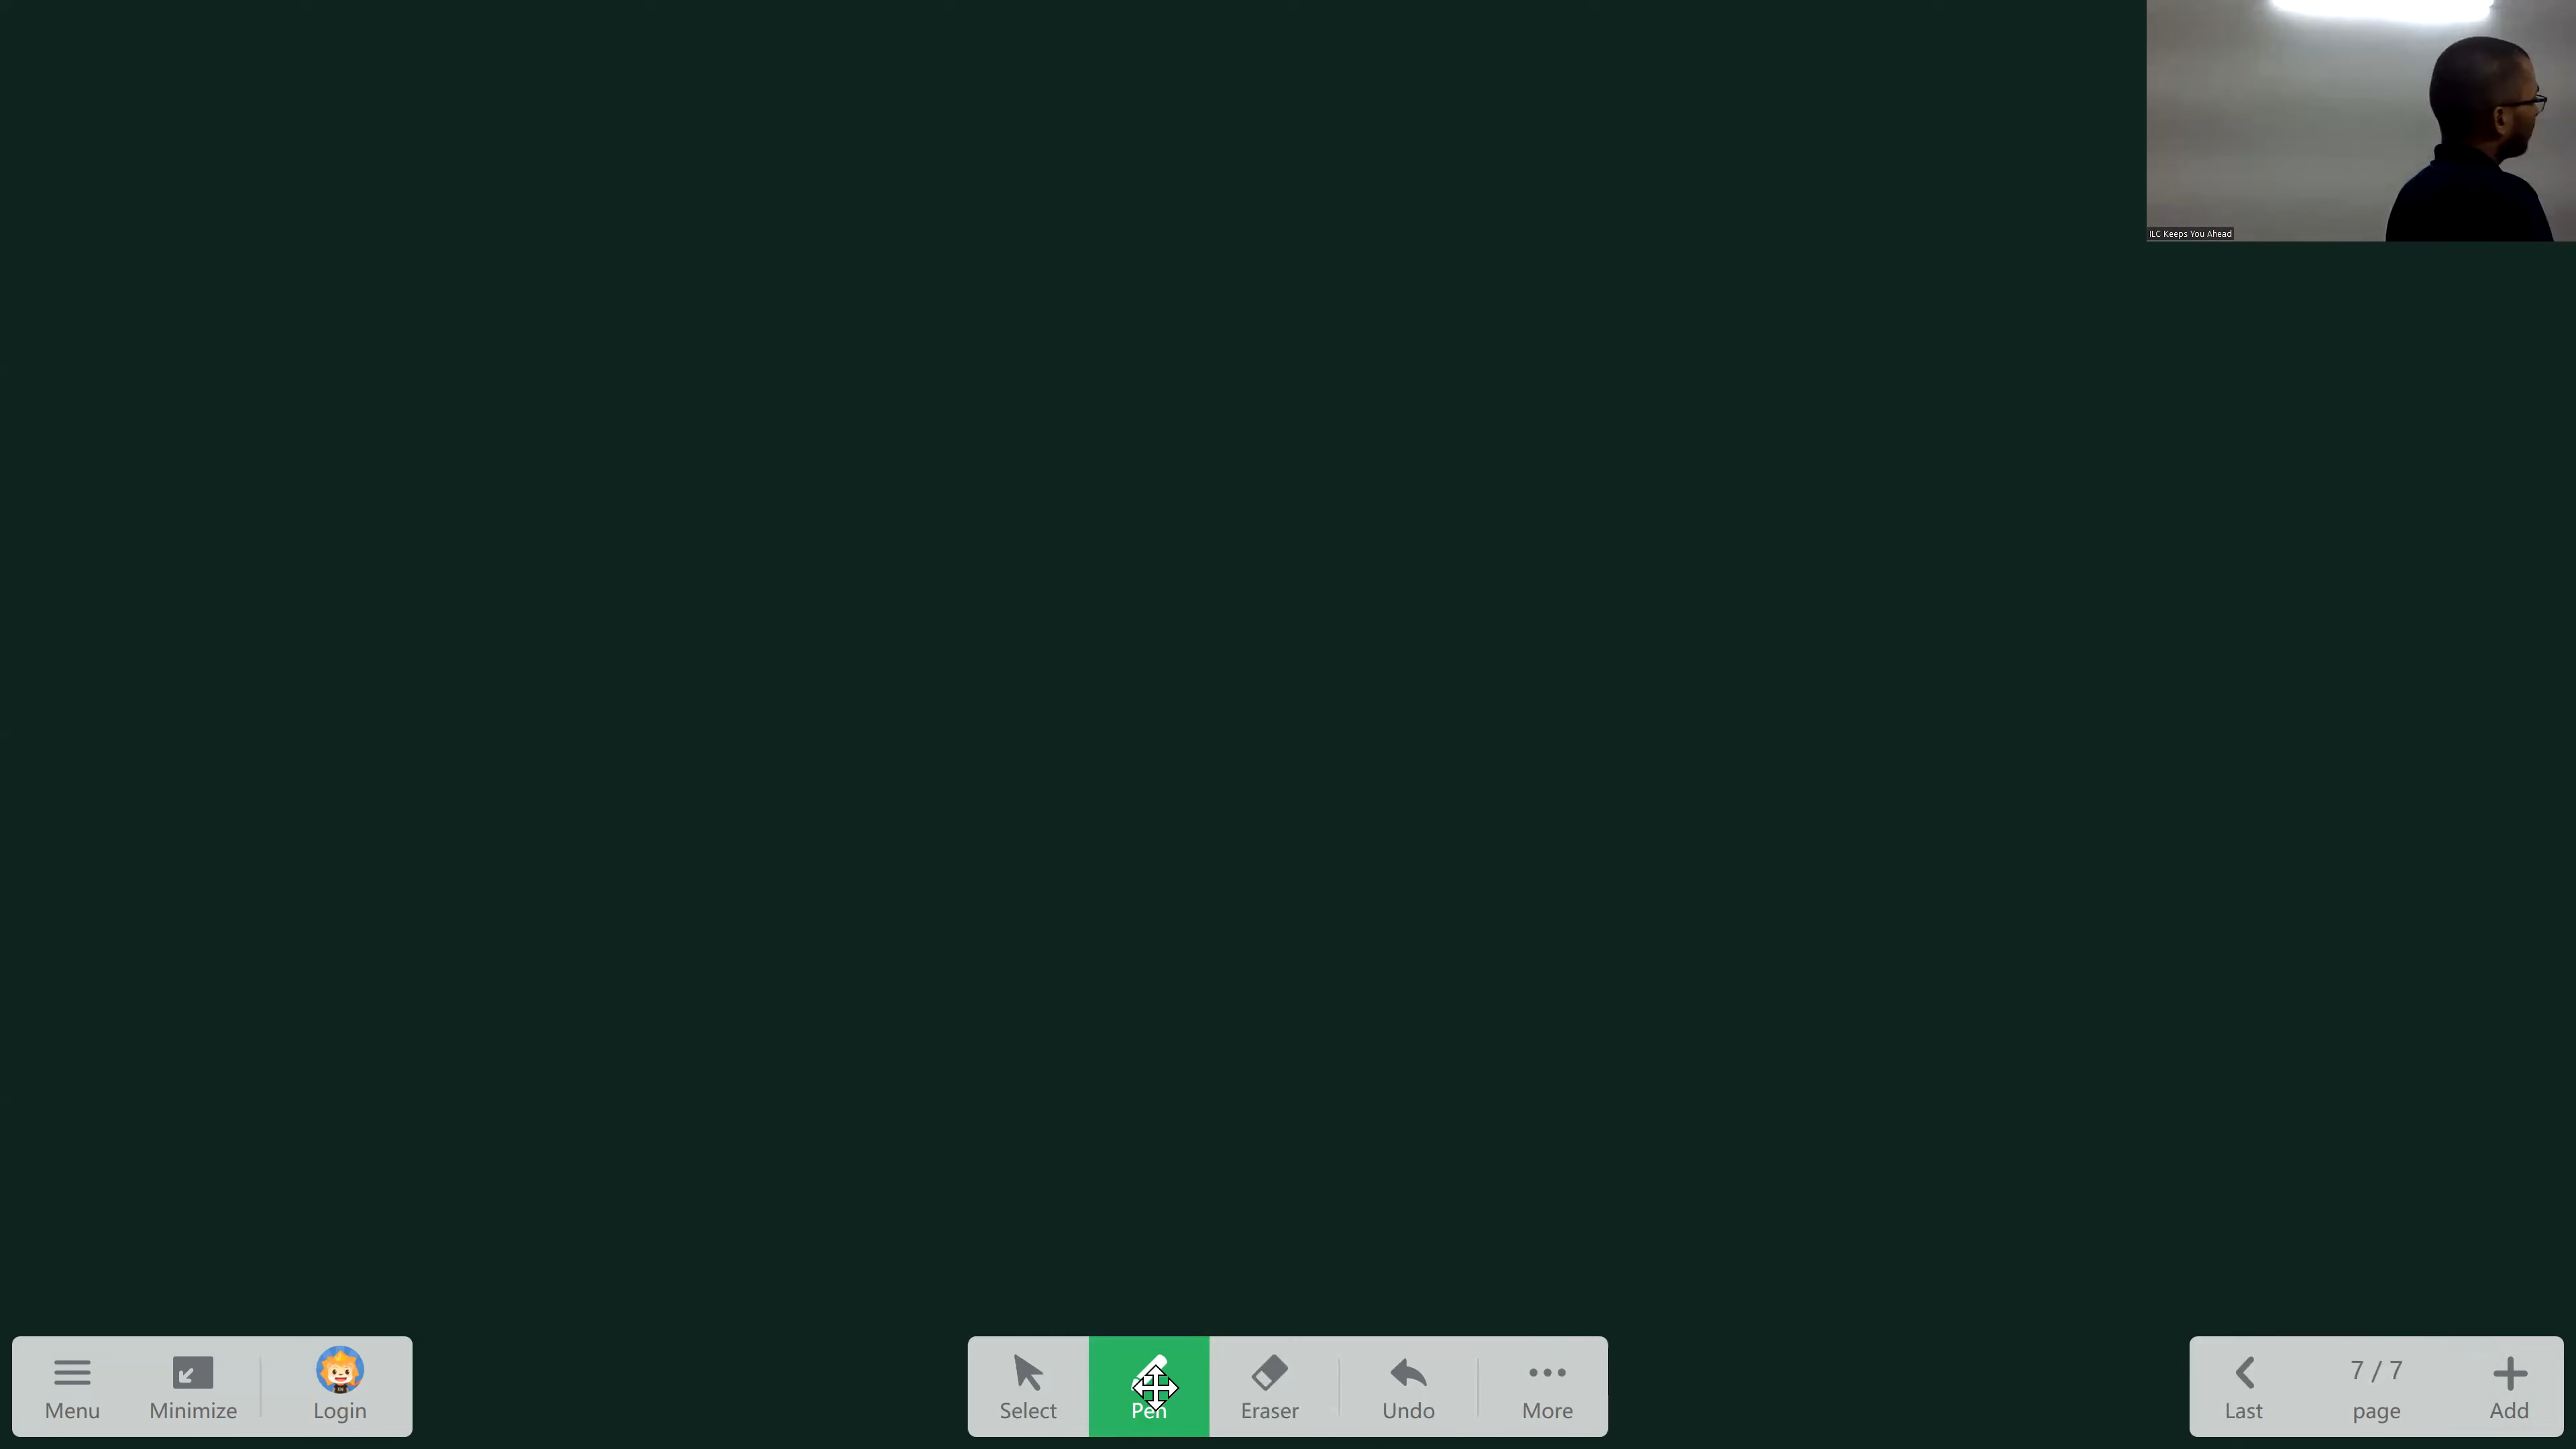 ILC Keeps You Ahead
Menu
Minimize
Login
Select
Pen
Eraser
Undo
More
Last
7 / 7
page
Add